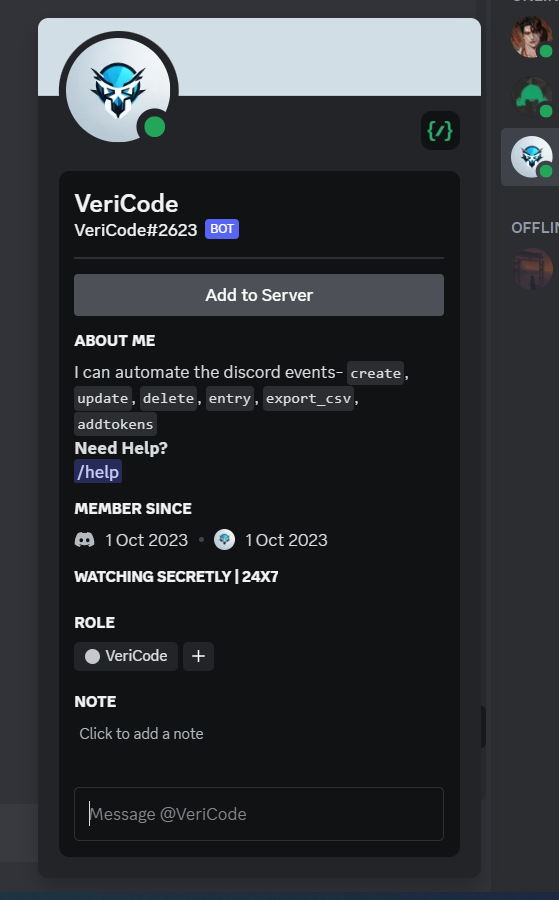 VeriCode
VeriCode#2623 BOT
Add to Server
ABOUT ME
I can automate the discord events- create,
update, delete, entry, export_csv,
addtokens
Need Help?
/help
MEMBER SINCE
1 Oct 2023 • 1 Oct 2023
WATCHING SECRETLY | 24X7
ROLE
VeriCode +
NOTE
Click to add a note
Message @VeriCode
OFFLIN